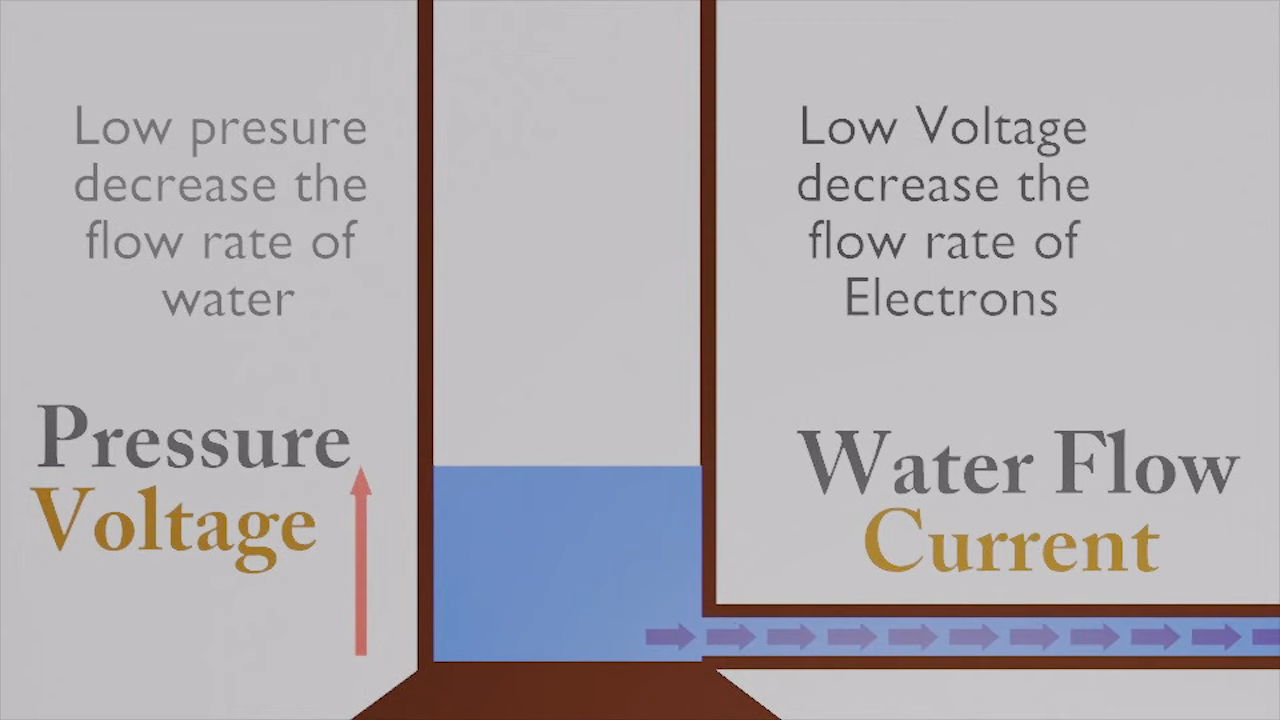 Low presure
decrease the
flow rate of
water
Low Voltage
decrease the
flow rate of
Electrons
Pressure
Voltage
Water Flow
Current